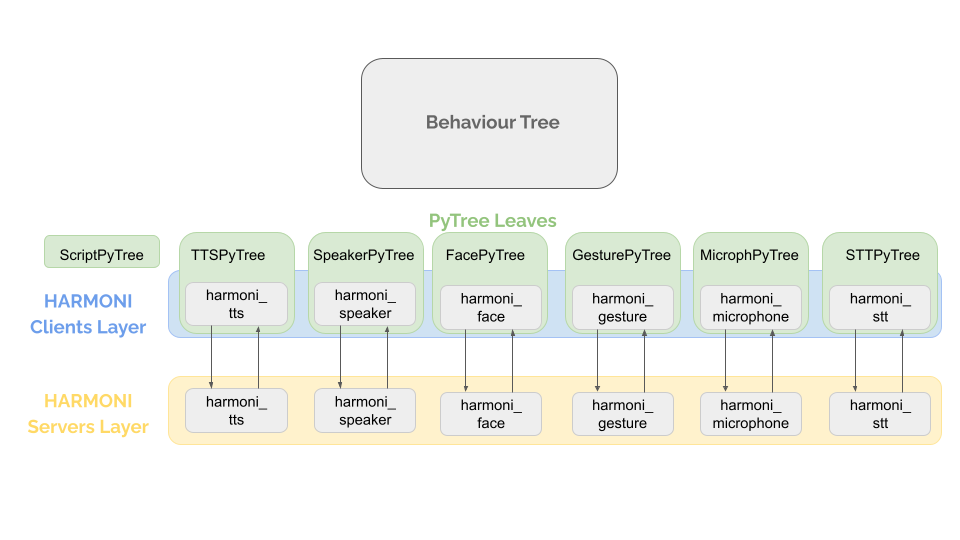 Behaviour Tree
PyTree Leaves
ScriptPyTree
TTSPyTree
SpeakerPyTree
FacePyTree
GesturePyTree
MicrophPyTree
STTPyTree
HARMONI
Clients Layer
harmoni_
tts
harmoni_
speaker
harmoni_
face
harmoni_
gesture
harmoni_
microphone
harmoni_
stt
HARMONI
Servers Layer
harmoni_
tts
harmoni_
speaker
harmoni_
face
harmoni_
gesture
harmoni_
microphone
harmoni_
stt